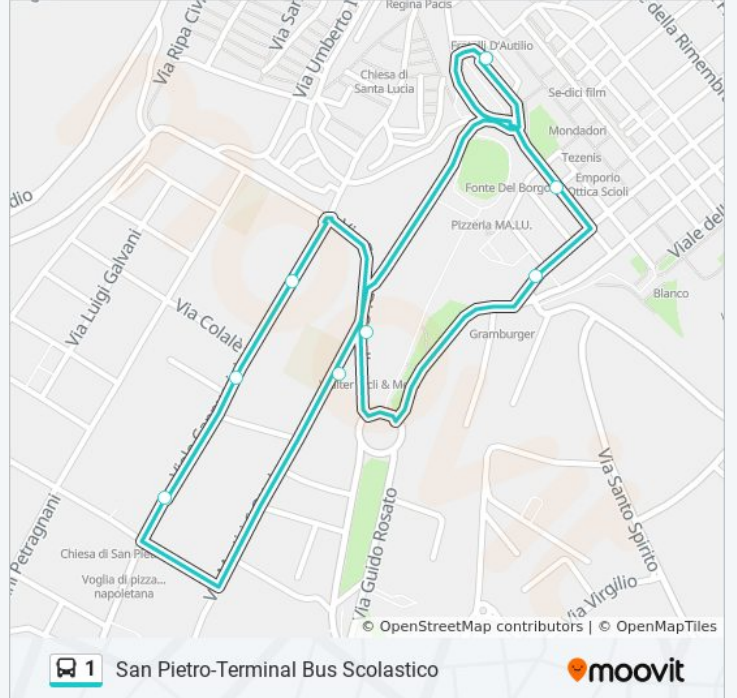 Regina Pacis
Via Ripa Civ
Via San
Via Umberto I
della Rimembra
Fratelli D'Autilio
Chiesa di
Santa Lucia
Se-dici film
Mondadori
Tezenis
Emporio
Ottica Scioli
Fonte Del Borgo
dio
Pizzeria MA.LU.
Viale dell
Via Luigi Galvani
Blanco
Via Colalè
Gramburger
Via Santo Spirito
Petragnani
Via Guido Rosato
Chiesa di San Pie
Voglia di pizza...
napoletana
Via Virgilio
© OpenStreetMap contributors | © OpenMapTiles
1 San Pietro-Terminal Bus Scolastico
moovit